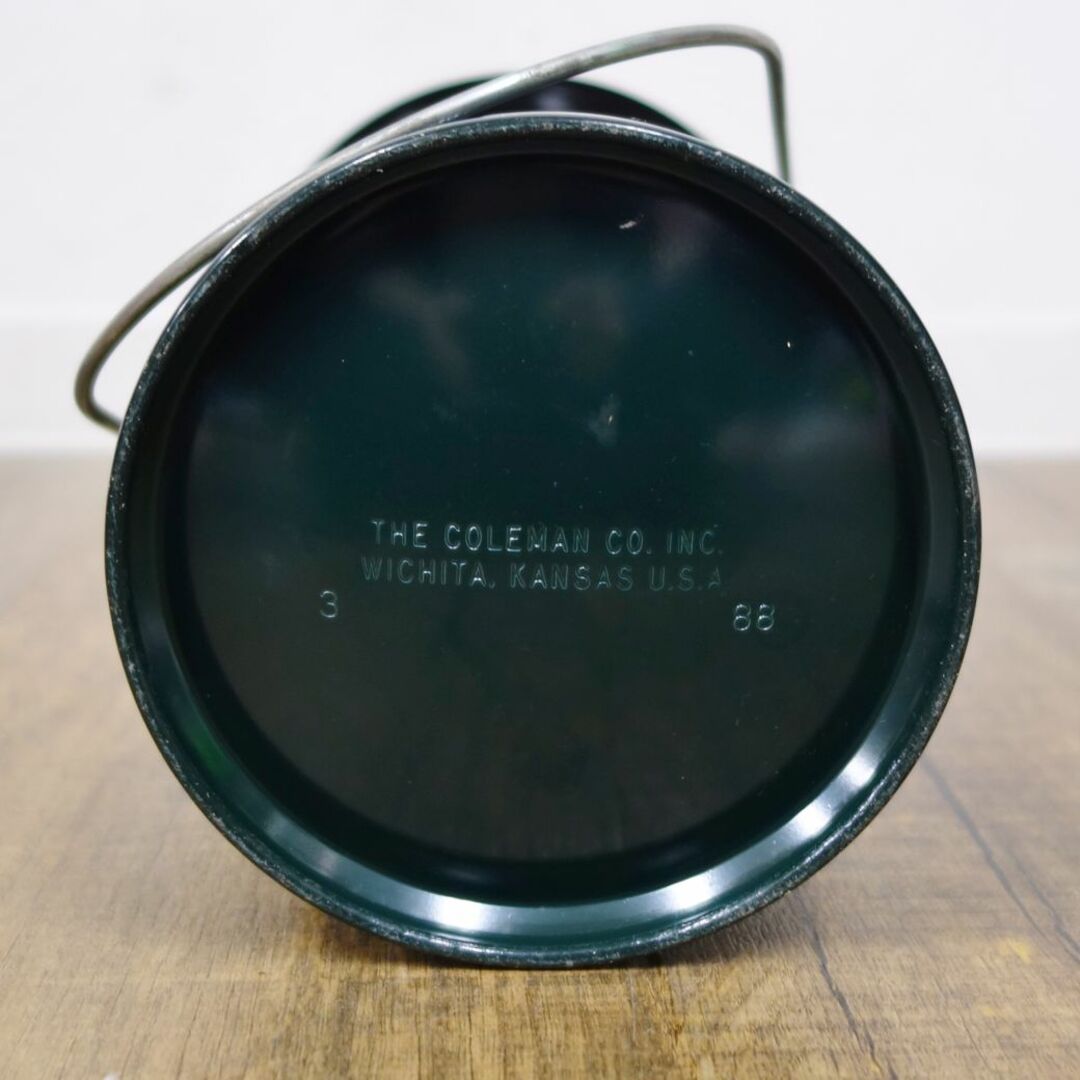 THE COLEMAN CO. INC.
WICHITA, KANSAS U.S.A.
3 88